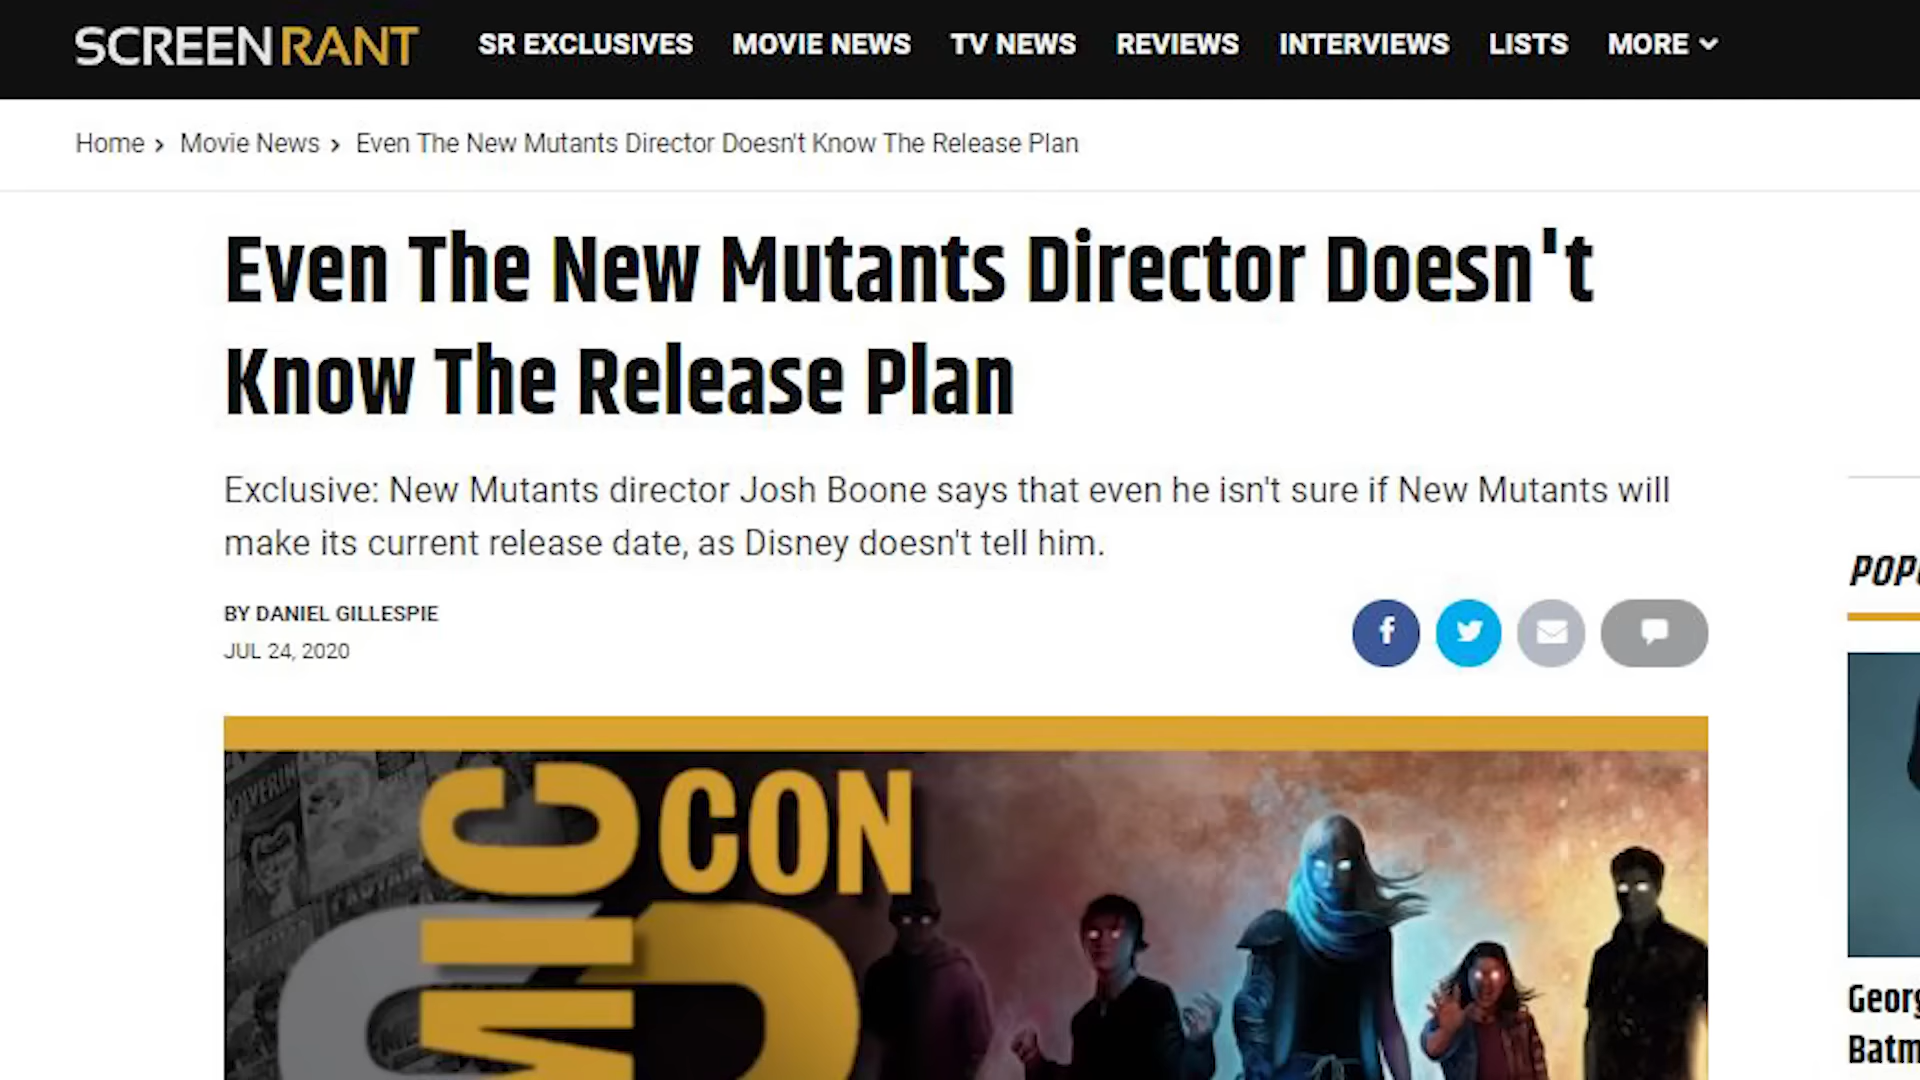 SCREENRANT SR EXCLUSIVES MOVIE NEWS TV NEWS REVIEWS INTERVIEWS LISTS MORE
Home › Movie News › Even The New Mutants Director Doesn't Know The Release Plan
Even The New Mutants Director Doesn't
Know The Release Plan
Exclusive: New Mutants director Josh Boone says that even he isn't sure if New Mutants will
make its current release date, as Disney doesn't tell him.
BY DANIEL GILLESPIE
JUL 24, 2020
CON
MIC